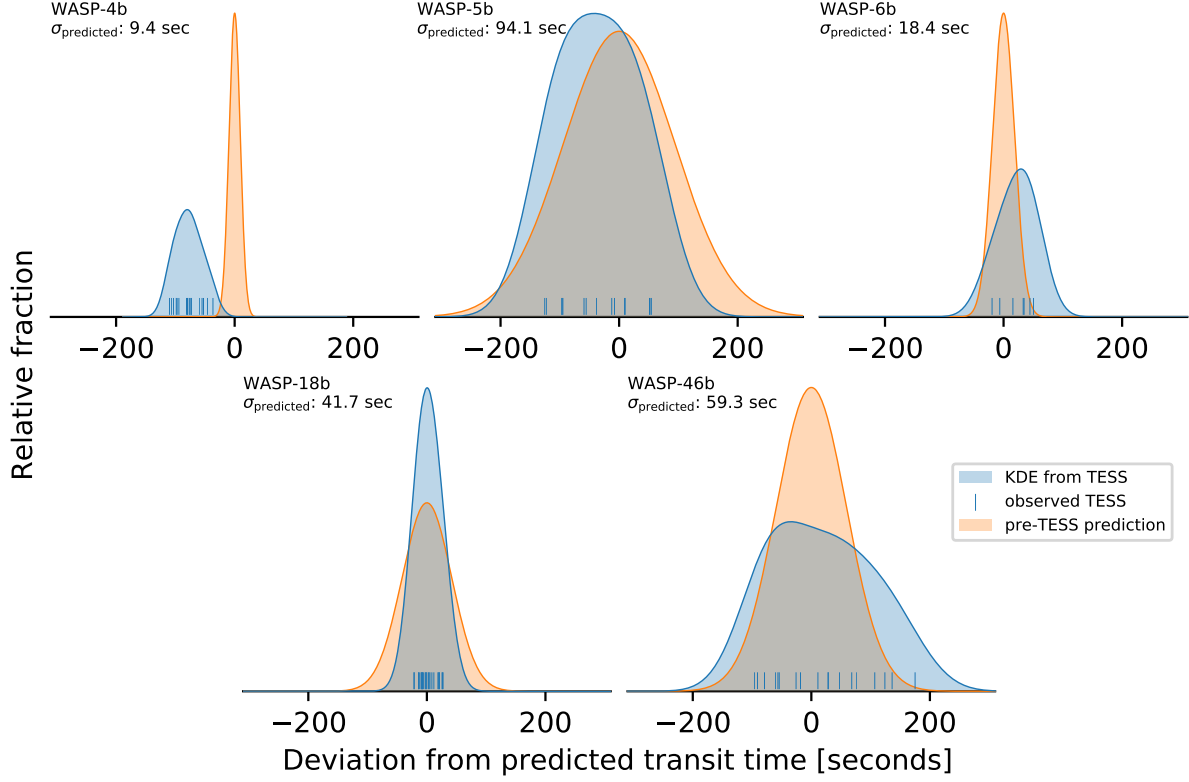 WASP-4b
σpredicted: 9.4 sec
WASP-5b
σpredicted: 94.1 sec
WASP-6b
σpredicted: 18.4 sec
−200 0 200
−200 0 200
−200 0 200
WASP-18b
σpredicted: 41.7 sec
WASP-46b
σpredicted: 59.3 sec
−200 0 200
−200 0 200
Relative fraction
KDE from TESS
observed TESS
pre-TESS prediction
Deviation from predicted transit time [seconds]